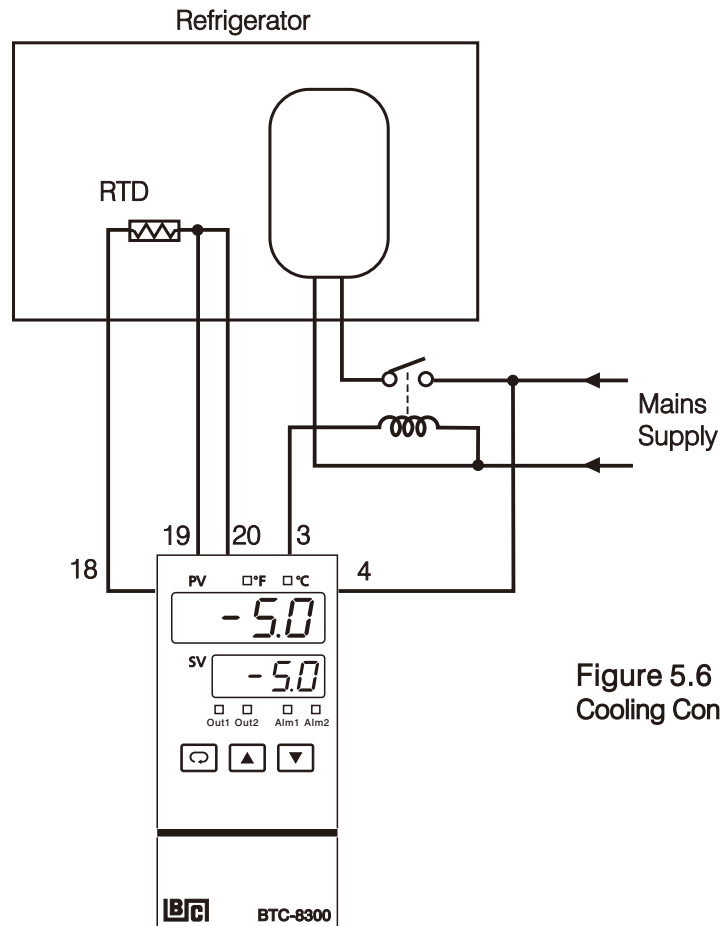 Refrigerator
RTD
Mains
Supply
19 20 3
18 4
PV °F °C
-5.0
SV
-5.0
Out1 Out2 Alm1 Alm2
Figure 5.6
Cooling Con
BC
BTC-8300